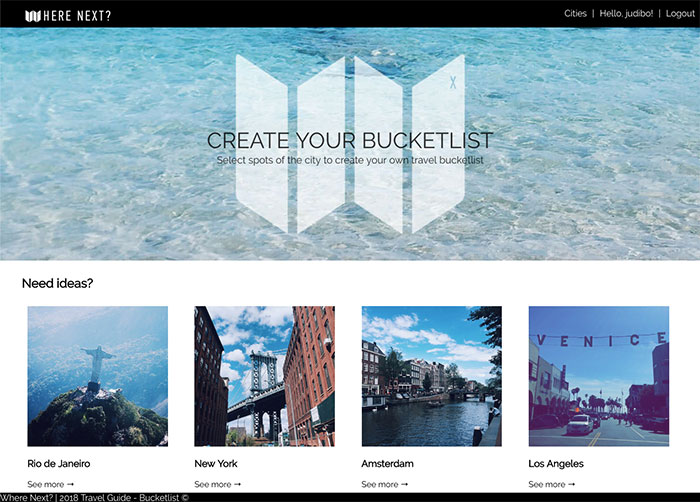 WHERE NEXT?
Cities | Hello, judibo! | Logout
CREATE YOUR BUCKETLIST
Select spots of the city to create your own travel bucketlist
Need ideas?
VENICE
Rio de Janeiro
New York
Amsterdam
Los Angeles
See more →
See more →
See more →
See more →
Where Next? | 2018 Travel Guide - Bucketlist ©